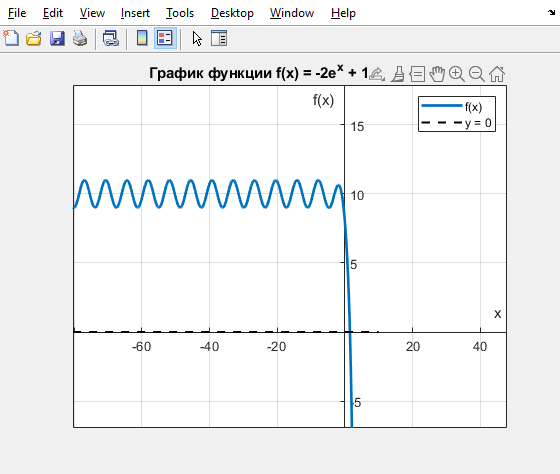 File Edit View Insert Tools Desktop Window Help
График функции f(x) = -2e^x + 1
f(x)
f(x)
y = 0
15
10
5
x
-60 -40 -20 20 40
-5